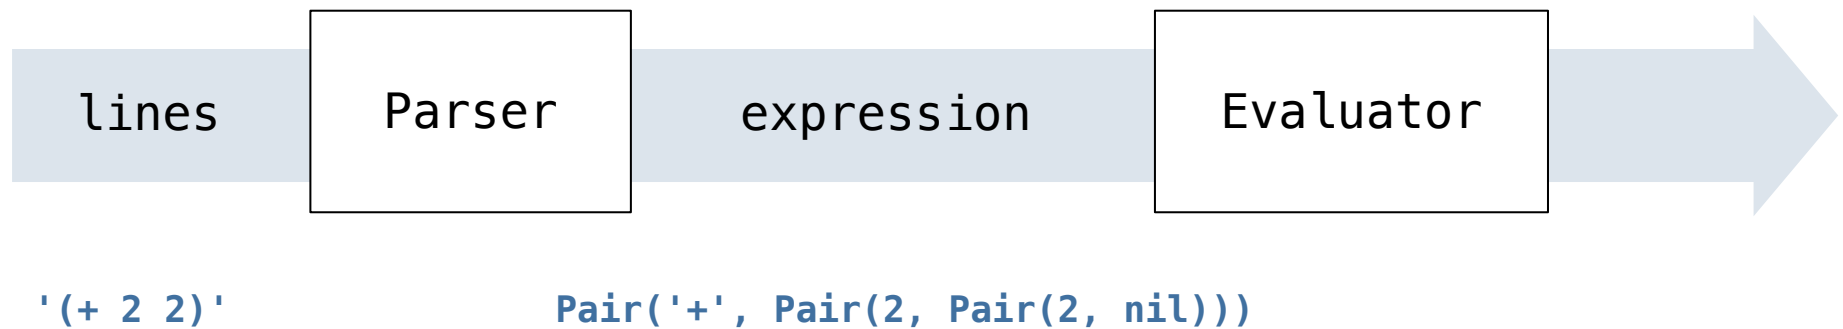 lines Parser expression Evaluator
'(+ 2 2)' Pair('+', Pair(2, Pair(2, nil)))